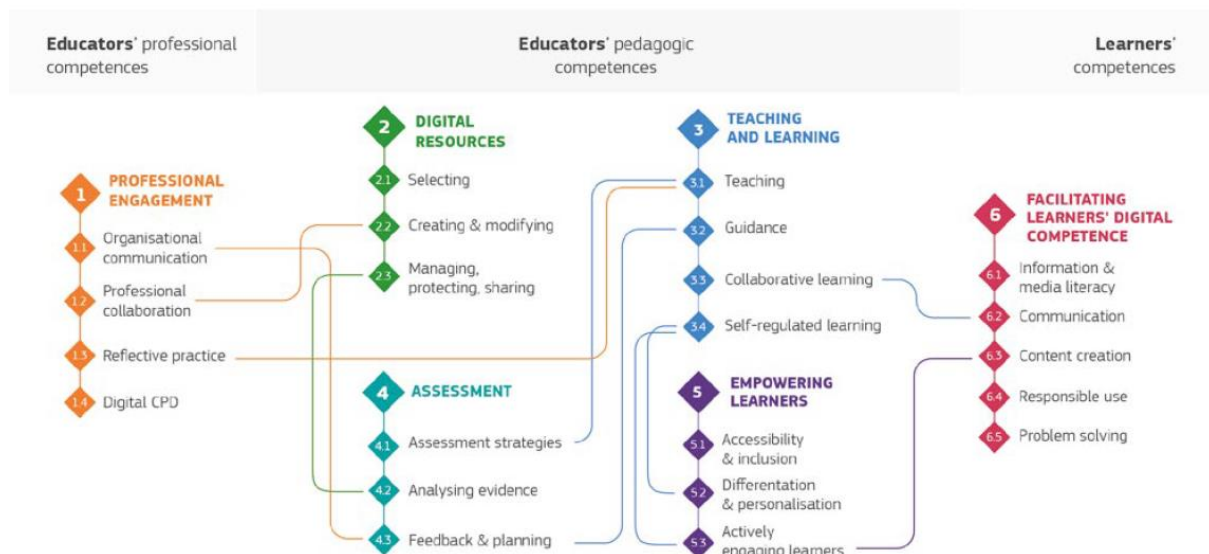 Educators' professional
competences
Educators' pedagogic
competences
Learners'
competences
1
PROFESSIONAL
ENGAGEMENT
1.1
Organisational
communication
1.2
Professional
collaboration
1.3
Reflective practice
1.4
Digital CPD
2
DIGITAL
RESOURCES
2.1
Selecting
2.2
Creating & modifying
2.3
Managing,
protecting, sharing
3
TEACHING
AND LEARNING
3.1
Teaching
3.2
Guidance
3.3
Collaborative learning
3.4
Self-regulated learning
4
ASSESSMENT
4.1
Assessment strategies
4.2
Analysing evidence
4.3
Feedback & planning
5
EMPOWERING
LEARNERS
5.1
Accessibility
& inclusion
5.2
Differentation
& personalisation
5.3
Actively
engaging learners
6
FACILITATING
LEARNERS' DIGITAL
COMPETENCE
6.1
Information &
media literacy
6.2
Communication
6.3
Content creation
6.4
Responsible use
6.5
Problem solving